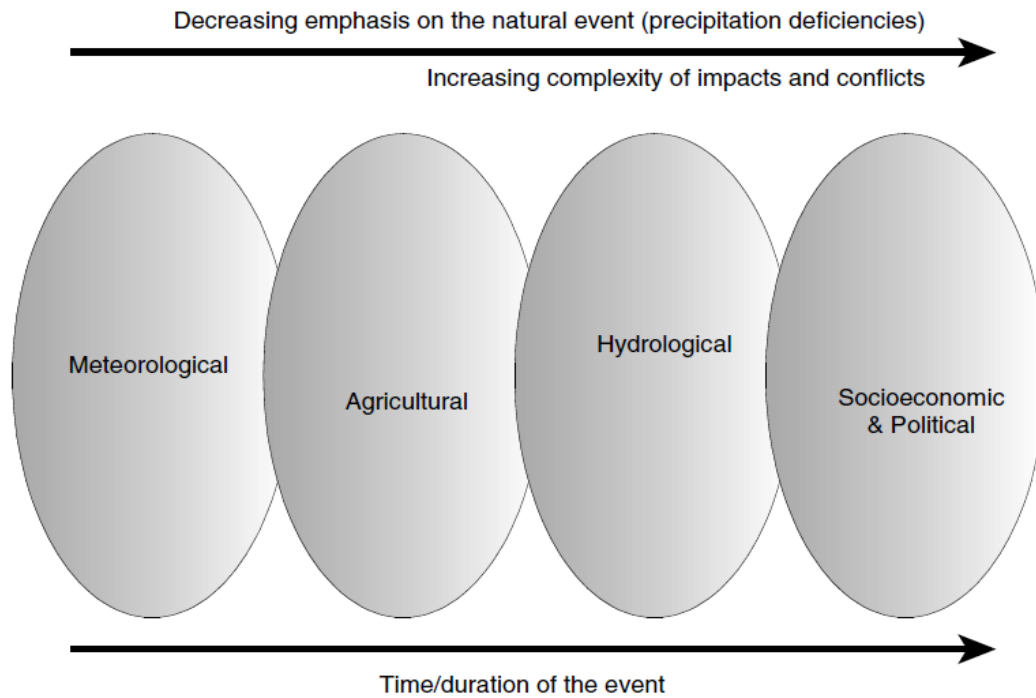 Decreasing emphasis on the natural event (precipitation deficiencies)
Increasing complexity of impacts and conflicts
Meteorological
Agricultural
Hydrological
Socioeconomic
& Political
Time/duration of the event